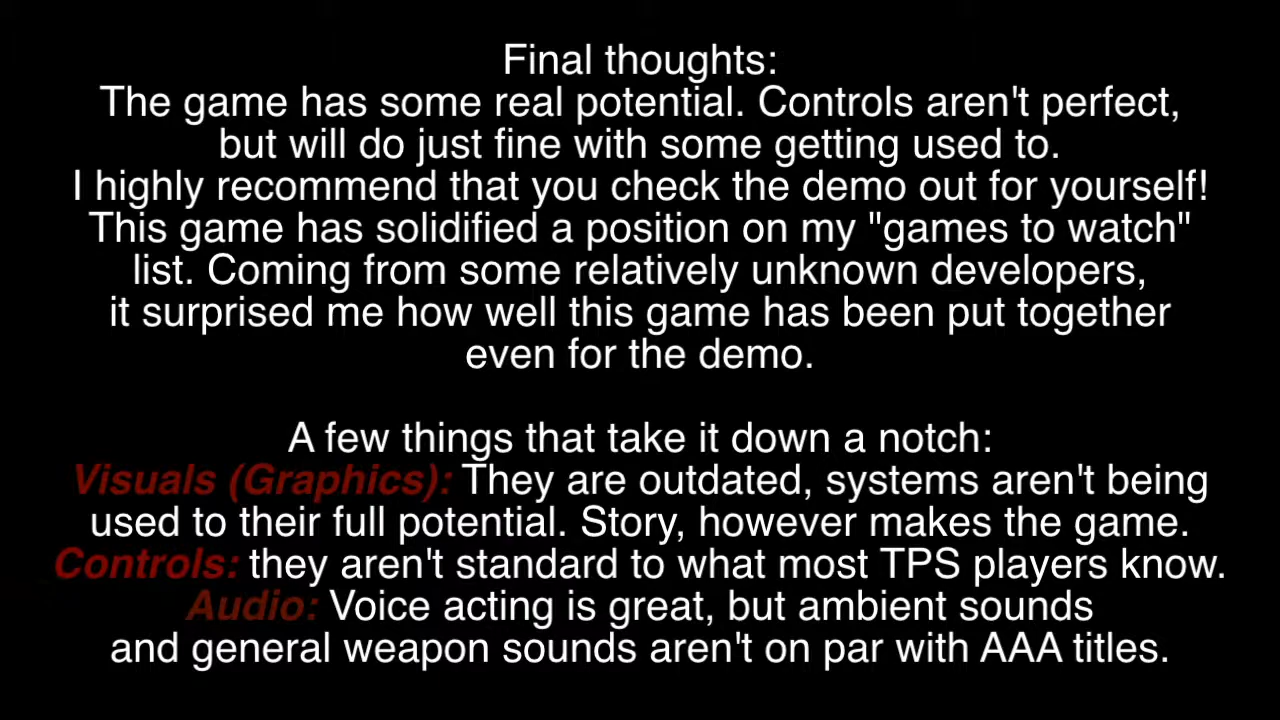 Final thoughts:
The game has some real potential. Controls aren't perfect,
but will do just fine with some getting used to.
I highly recommend that you check the demo out for yourself!
This game has solidified a position on my "games to watch"
list. Coming from some relatively unknown developers,
it surprised me how well this game has been put together
even for the demo.
A few things that take it down a notch:
Visuals (Graphics): They are outdated, systems aren't being
used to their full potential. Story, however makes the game.
Controls: they aren't standard to what most TPS players know.
Audio: Voice acting is great, but ambient sounds
and general weapon sounds aren't on par with AAA titles.